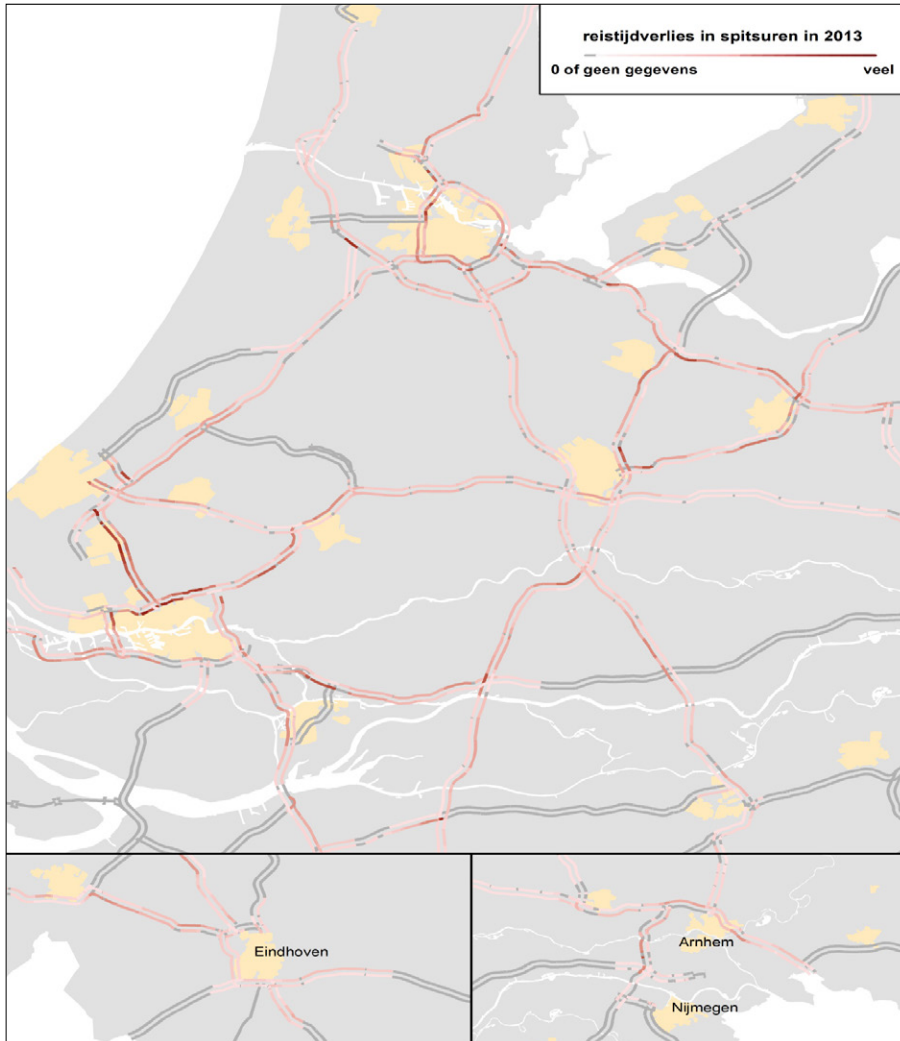 reistijdverlies in spitsuren in 2013
0 of geen gegevens veel
Eindhoven
Arnhem
Nijmegen